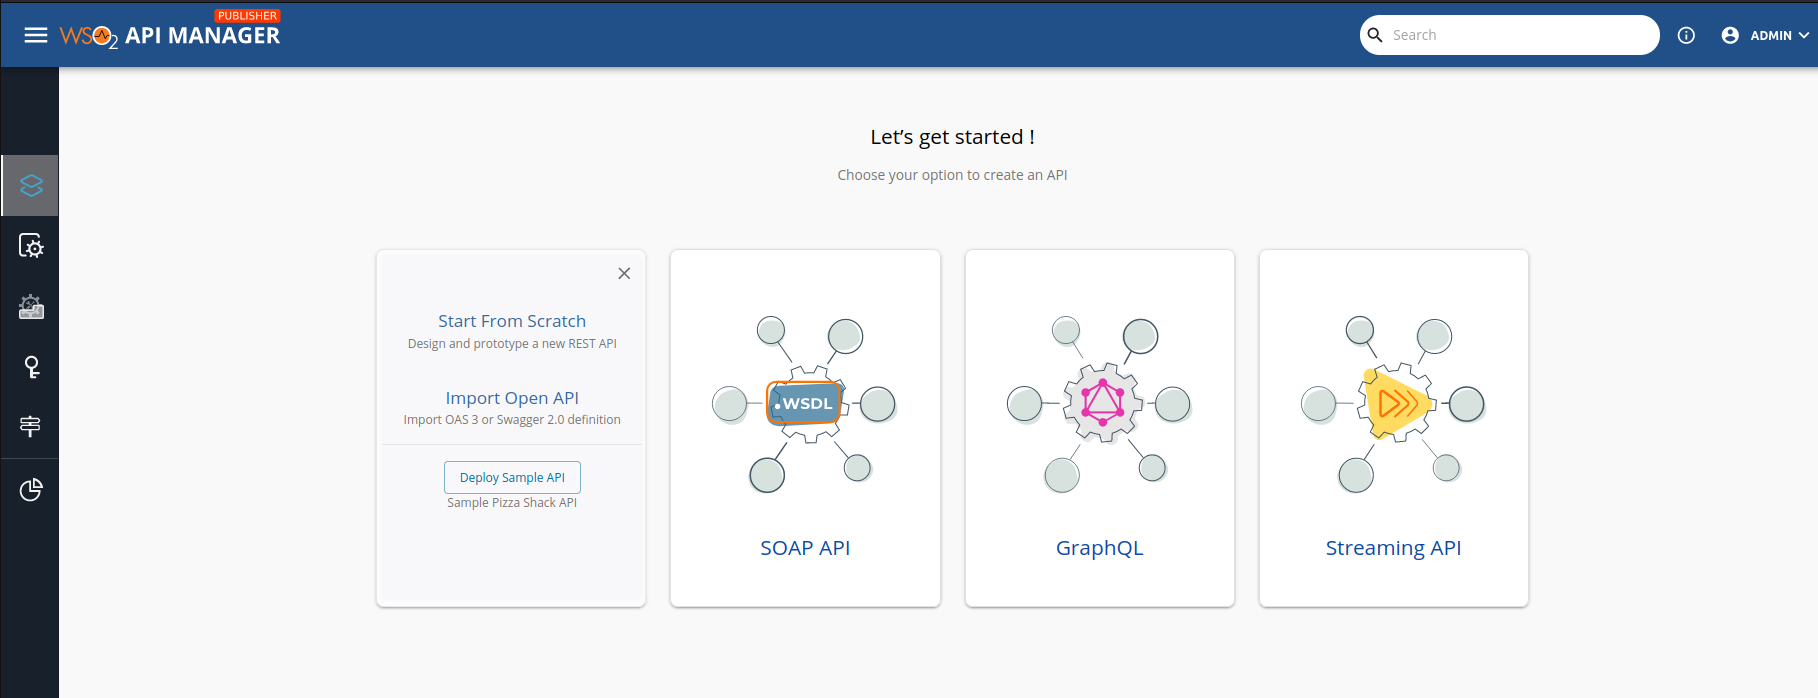 PUBLISHER
WSO2 API MANAGER
Search
ADMIN
Let's get started !
Choose your option to create an API
Start From Scratch
Design and prototype a new REST API
Import Open API
Import OAS 3 or Swagger 2.0 definition
Deploy Sample API
Sample Pizza Shack API
.WSDL
SOAP API
GraphQL
Streaming API